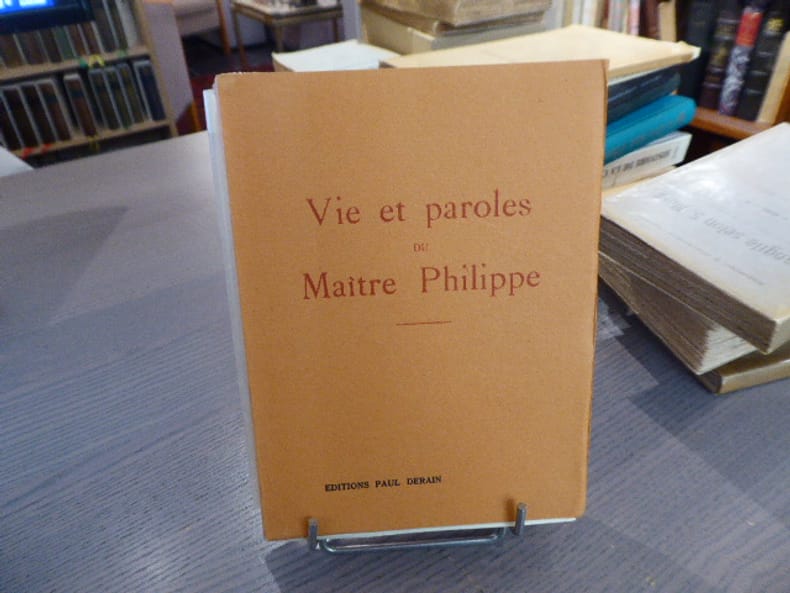 Vie et paroles
DU
Maître Philippe
EDITIONS PAUL DERAIN